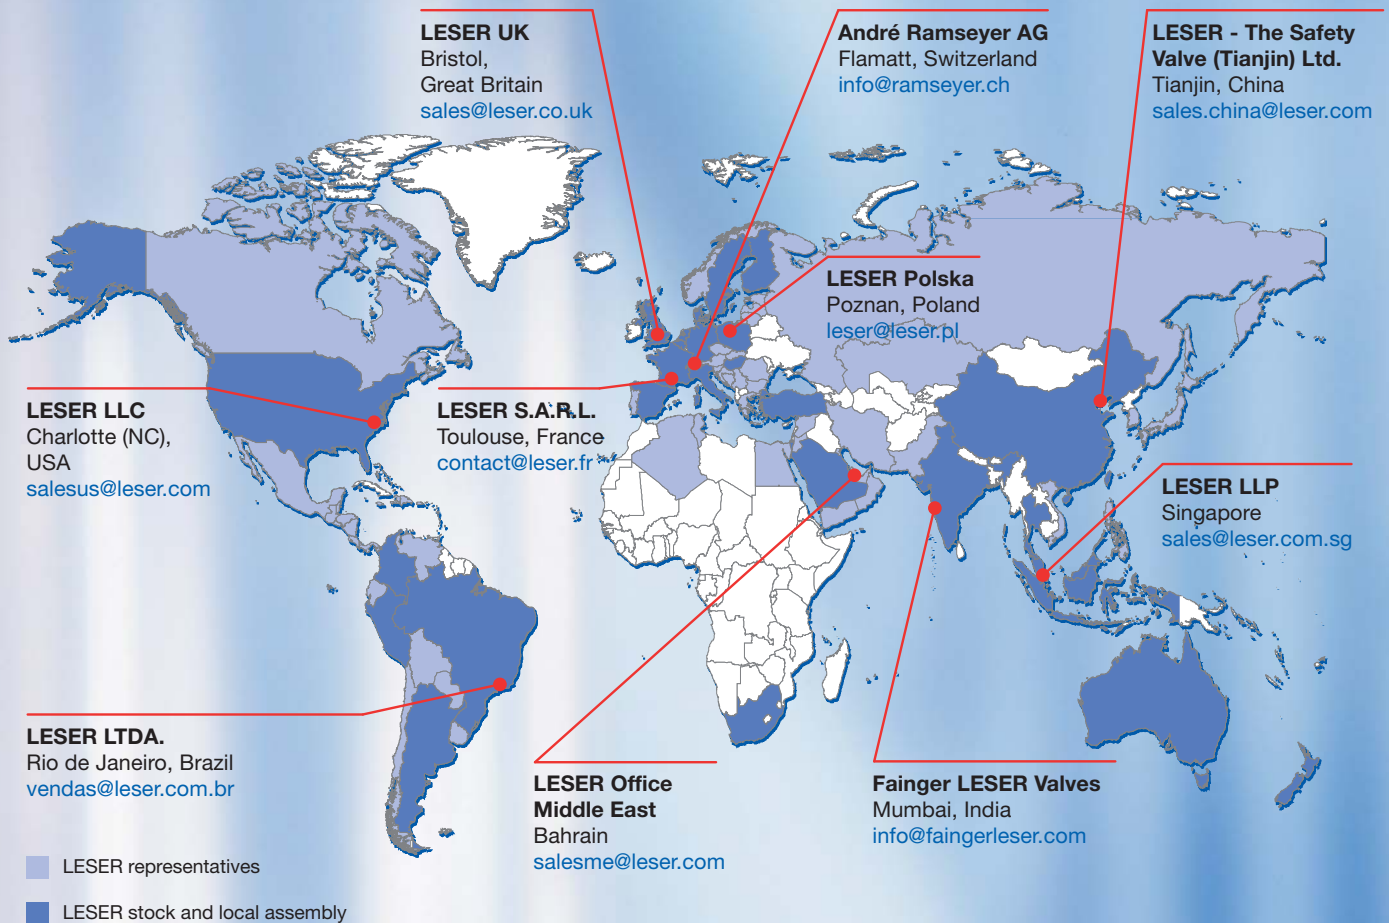 LESER UK
Bristol,
Great Britain
sales@leser.co.uk
André Ramseyer AG
Flamatt, Switzerland
info@ramseyer.ch
LESER - The Safety
Valve (Tianjin) Ltd.
Tianjin, China
sales.china@leser.com
LESER Polska
Poznan, Poland
leser@leser.pl
LESER LLC
Charlotte (NC),
USA
salesus@leser.com
LESER S.A.R.L.
Toulouse, France
contact@leser.fr
LESER LLP
Singapore
sales@leser.com.sg
LESER LTDA.
Rio de Janeiro, Brazil
vendas@leser.com.br
LESER Office
Middle East
Bahrain
salesme@leser.com
Fainger LESER Valves
Mumbai, India
info@faingerleser.com
LESER representatives
LESER stock and local assembly